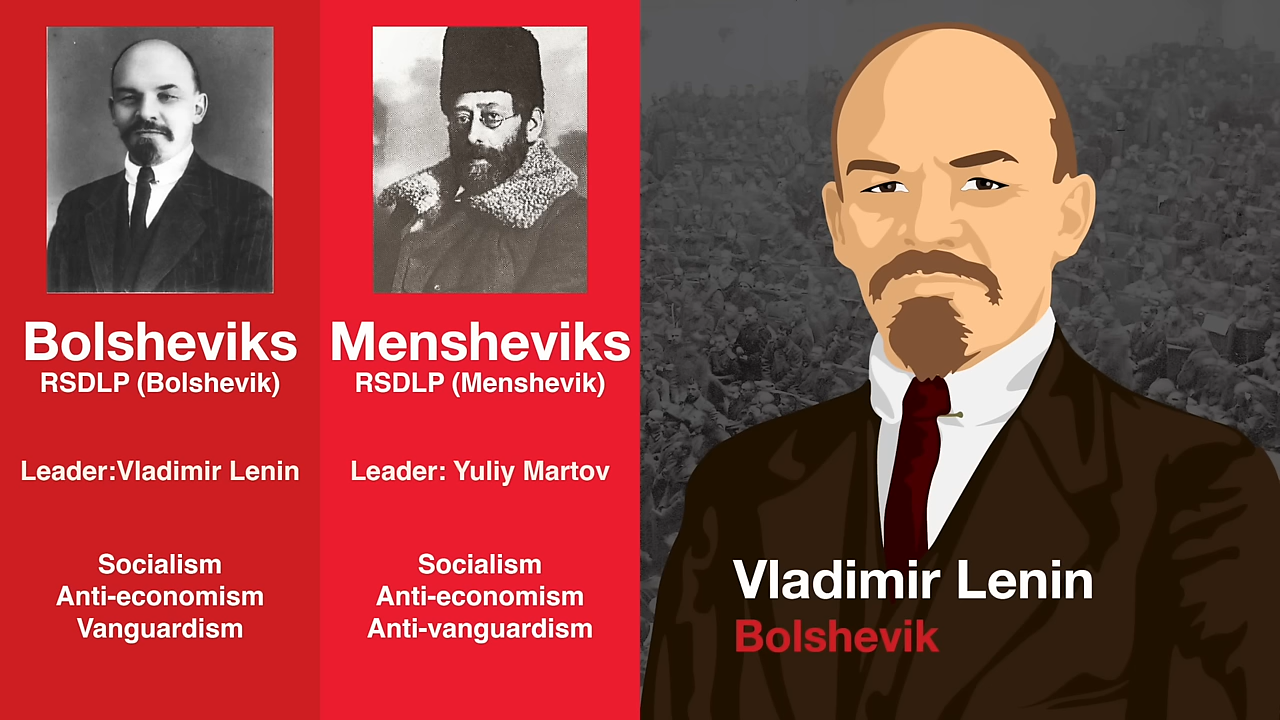 Bolsheviks
RSDLP (Bolshevik)
Leader:Vladimir Lenin
Socialism
Anti-economism
Vanguardism
Mensheviks
RSDLP (Menshevik)
Leader: Yuliy Martov
Socialism
Anti-economism
Anti-vanguardism
Vladimir Lenin
Bolshevik